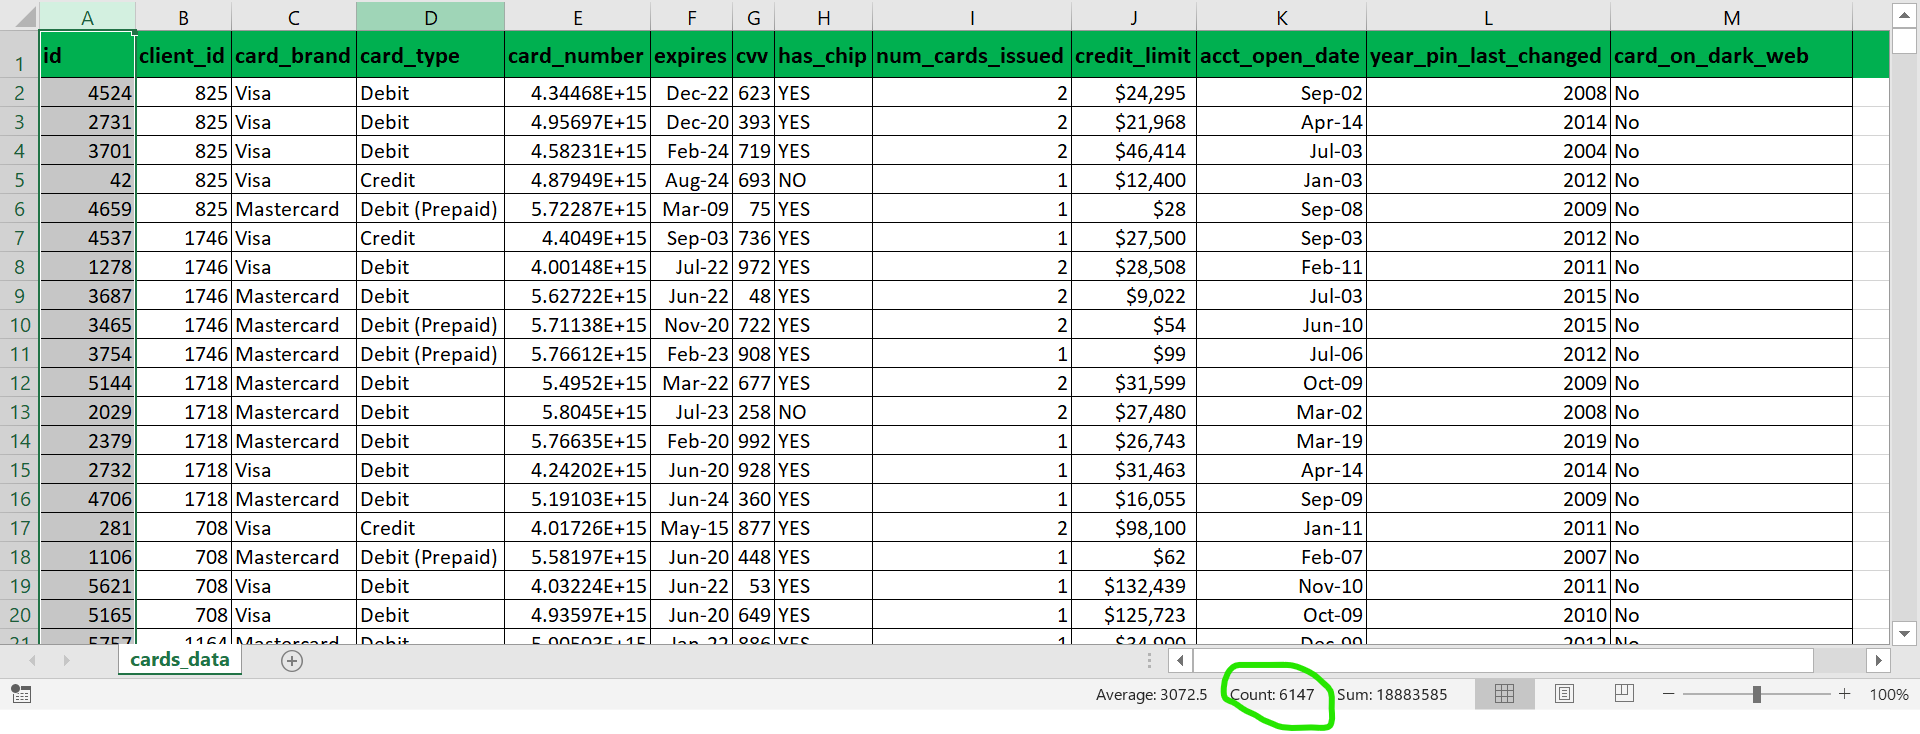 A B C D E F G H I J K L M
1 id client_id card_brand card_type card_number expires cvv has_chip num_cards_issued credit_limit acct_open_date year_pin_last_changed card_on_dark_web
2 4524 825 Visa Debit 4.34468E+15 Dec-22 623 YES 2 $24,295 Sep-02 2008 No
3 2731 825 Visa Debit 4.95697E+15 Dec-20 393 YES 2 $21,968 Apr-14 2014 No
4 3701 825 Visa Debit 4.58231E+15 Feb-24 719 YES 2 $46,414 Jul-03 2004 No
5 42 825 Visa Credit 4.87949E+15 Aug-24 693 NO 1 $12,400 Jan-03 2012 No
6 4659 825 Mastercard Debit (Prepaid) 5.72287E+15 Mar-09 75 YES 1 $28 Sep-08 2009 No
7 4537 1746 Visa Credit 4.4049E+15 Sep-03 736 YES 1 $27,500 Sep-03 2012 No
8 1278 1746 Visa Debit 4.00148E+15 Jul-22 972 YES 2 $28,508 Feb-11 2011 No
9 3687 1746 Mastercard Debit 5.62722E+15 Jun-22 48 YES 2 $9,022 Jul-03 2015 No
10 3465 1746 Mastercard Debit (Prepaid) 5.71138E+15 Nov-20 722 YES 2 $54 Jun-10 2015 No
11 3754 1746 Mastercard Debit (Prepaid) 5.76612E+15 Feb-23 908 YES 1 $99 Jul-06 2012 No
12 5144 1718 Mastercard Debit 5.4952E+15 Mar-22 677 YES 2 $31,599 Oct-09 2009 No
13 2029 1718 Mastercard Debit 5.8045E+15 Jul-23 258 NO 2 $27,480 Mar-02 2008 No
14 2379 1718 Mastercard Debit 5.76635E+15 Feb-20 992 YES 1 $26,743 Mar-19 2019 No
15 2732 1718 Visa Debit 4.24202E+15 Jun-20 928 YES 1 $31,463 Apr-14 2014 No
16 4706 1718 Mastercard Debit 5.19103E+15 Jun-24 360 YES 1 $16,055 Sep-09 2009 No
17 281 708 Visa Credit 4.01726E+15 May-15 877 YES 2 $98,100 Jan-11 2011 No
18 1106 708 Mastercard Debit (Prepaid) 5.58197E+15 Jun-20 448 YES 1 $62 Feb-07 2007 No
19 5621 708 Visa Debit 4.03224E+15 Jun-22 53 YES 1 $132,439 Nov-10 2011 No
20 5165 708 Visa Debit 4.93597E+15 Jun-20 649 YES 1 $125,723 Oct-09 2010 No
21 5757 1164 Mastercard Debit
cards_data
Average: 3072.5 Count: 6147 Sum: 18883585 100%